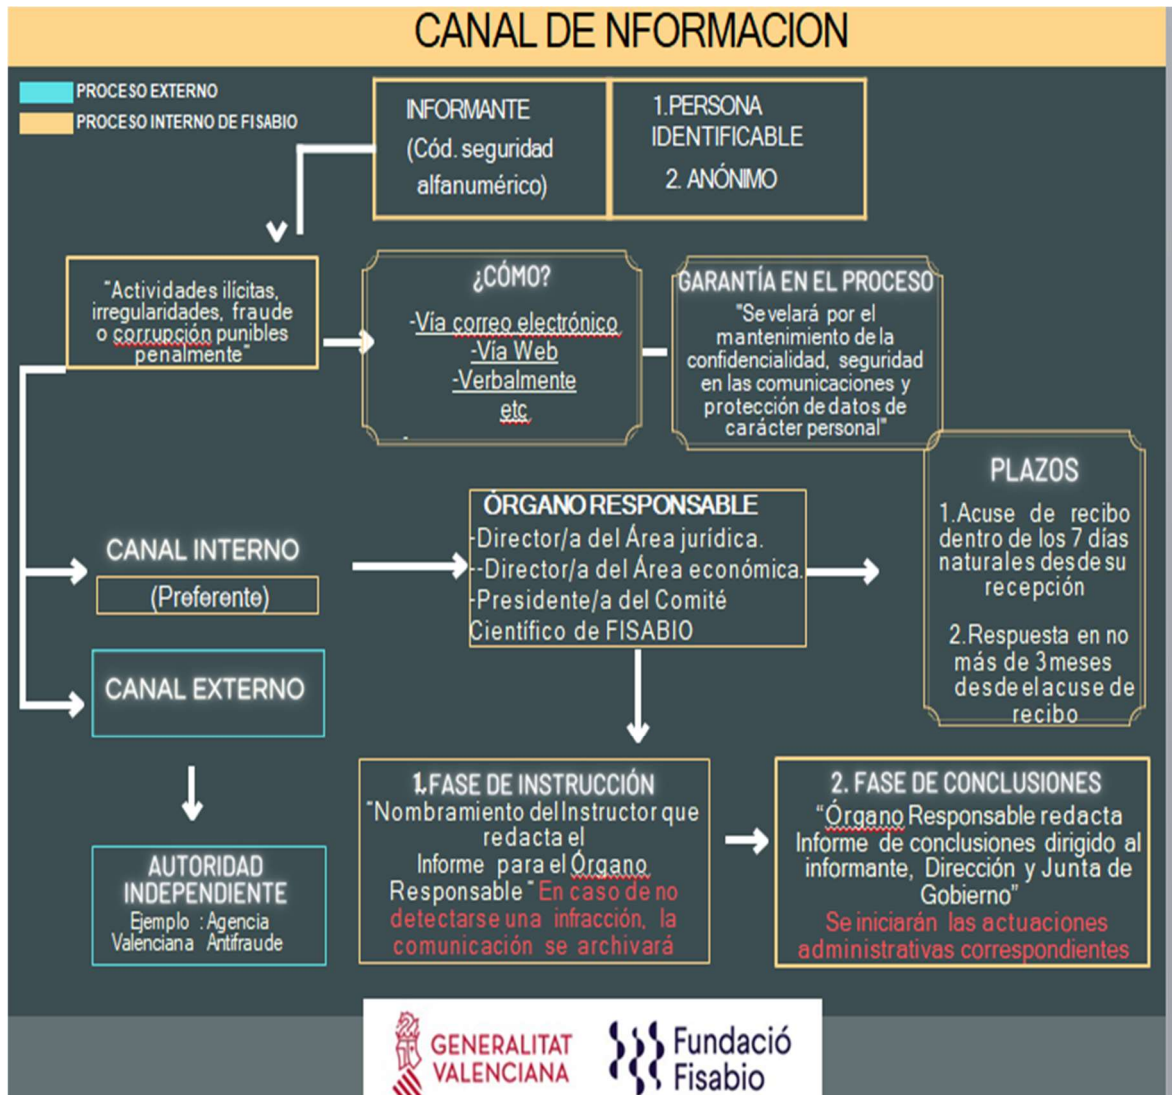 CANAL DE NFORMACION
PROCESO EXTERNO
PROCESO INTERNO DE FISABIO
INFORMANTE
(Cód. seguridad
alfanumérico)
1.PERSONA
IDENTIFICABLE
2. ANÓNIMO
"Actividades ilícitas,
irregularidades, fraude
o corrupción punibles
penalmente"
¿CÓMO?
-Vía correo electrónico
-Vía Web
-Verbalmente
etc
-
GARANTÍA EN EL PROCESO
"Se velará por el
mantenimiento de la
confidencialidad, seguridad
en las comunicaciones y
protección de datos de
carácter personal"
PLAZOS
1.Acuse de recibo
dentro de los 7 días
naturales desde su
recepción
2.Respuesta en no
más de 3 meses
desde el acuse de
recibo
CANAL INTERNO
(Preferente)
ÓRGANO RESPONSABLE
-Director/a del Área jurídica.
--Director/a del Área económica.
-Presidente/a del Comité
Científico de FISABIO
CANAL EXTERNO
AUTORIDAD
INDEPENDIENTE
Ejemplo : Agencia
Valenciana Antifraude
1.FASE DE INSTRUCCIÓN
"Nombramiento del Instructor que
redacta el
Informe para el Órgano
Responsable " En caso de no
detectarse una infracción, la
comunicación se archivará
2. FASE DE CONCLUSIONES
“Órgano Responsable redacta
Informe de conclusiones dirigido al
informante, Dirección y Junta de
Gobierno”
Se iniciarán las actuaciones
administrativas correspondientes
GENERALITAT
VALENCIANA
Fundació
Fisabio